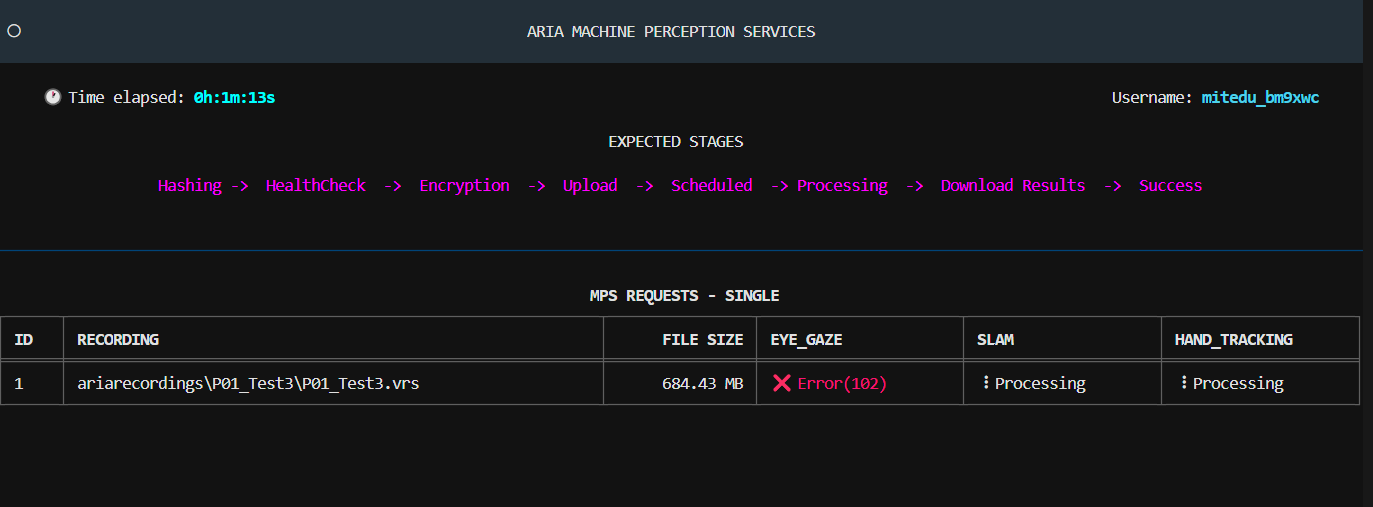 ARIA MACHINE PERCEPTION SERVICES
Time elapsed: 0h:1m:13s Username: mitedu_bm9xwc
EXPECTED STAGES
Hashing -> HealthCheck -> Encryption -> Upload -> Scheduled -> Processing -> Download Results -> Success
MPS REQUESTS - SINGLE
ID RECORDING FILE SIZE EYE_GAZE SLAM HAND_TRACKING
1 ariarecordings\P01_Test3\P01_Test3.vrs 684.43 MB ❌ Error(102) ⠇Processing ⠇Processing